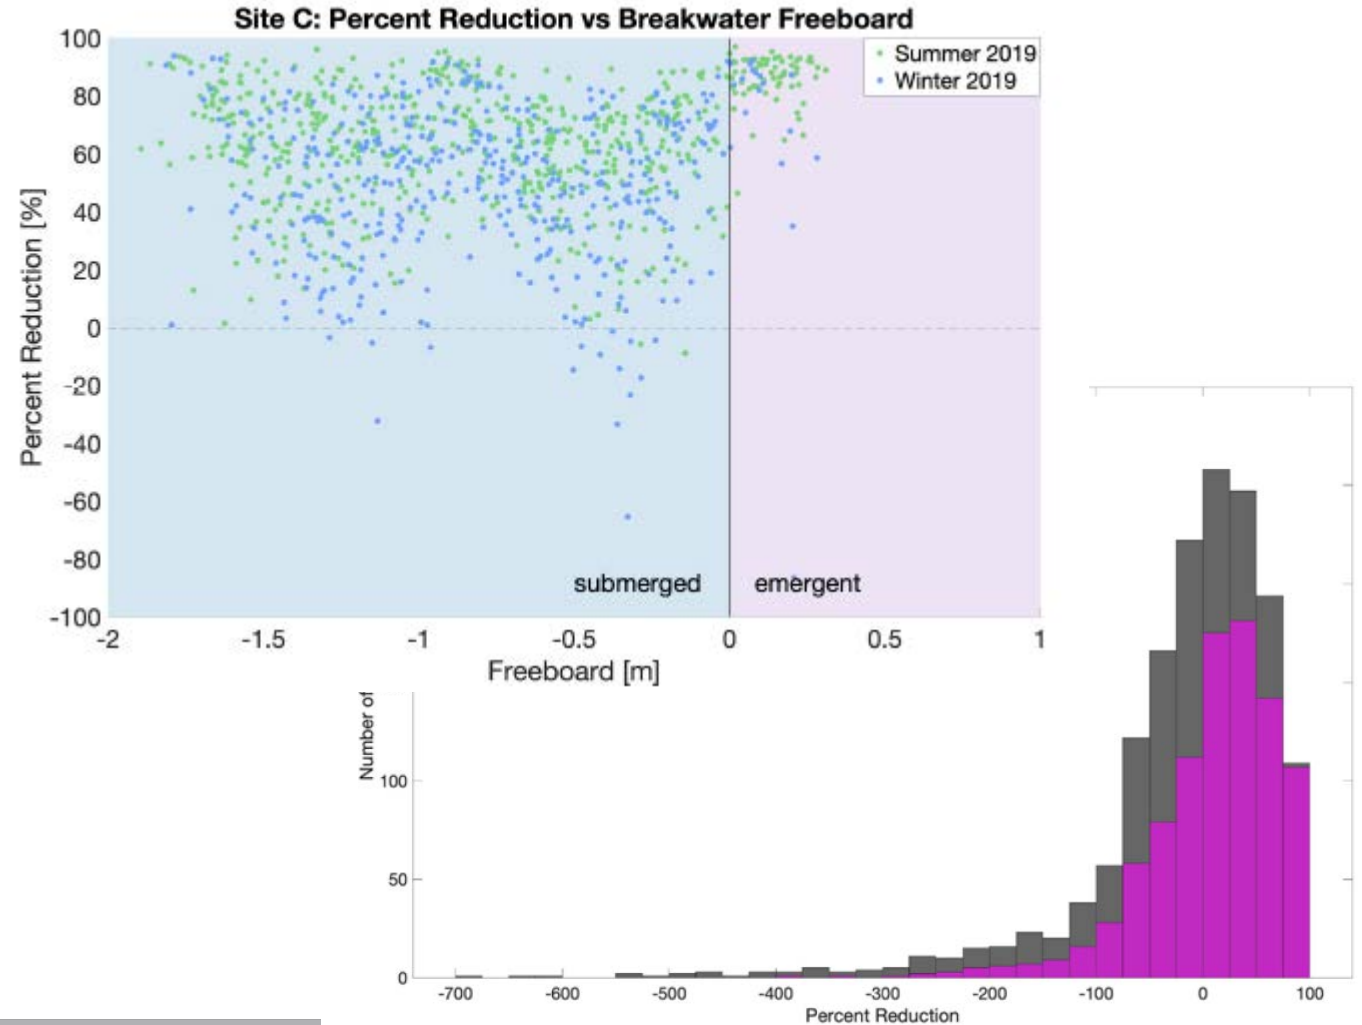 Site C: Percent Reduction vs Breakwater Freeboard
Summer 2019
Winter 2019
Percent Reduction [%]
100
80
60
40
20
0
-20
-40
-60
-80
-100
submerged
emergent
-2 -1.5 -1 -0.5 0 0.5 1
Freeboard [m]
Number of
100
50
0
-700 -600 -500 -400 -300 -200 -100 0 100
Percent Reduction